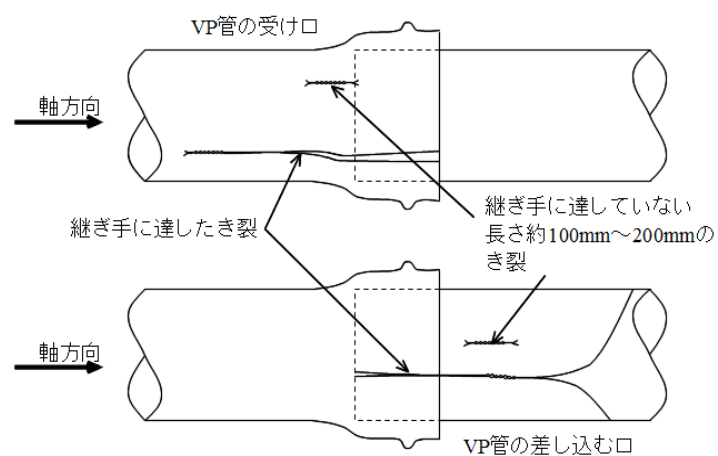 VP管の受け口
軸方向
継ぎ手に達したき裂
継ぎ手に達していない
長さ約100mm～200mmの
き裂
軸方向
VP管の差し込む口